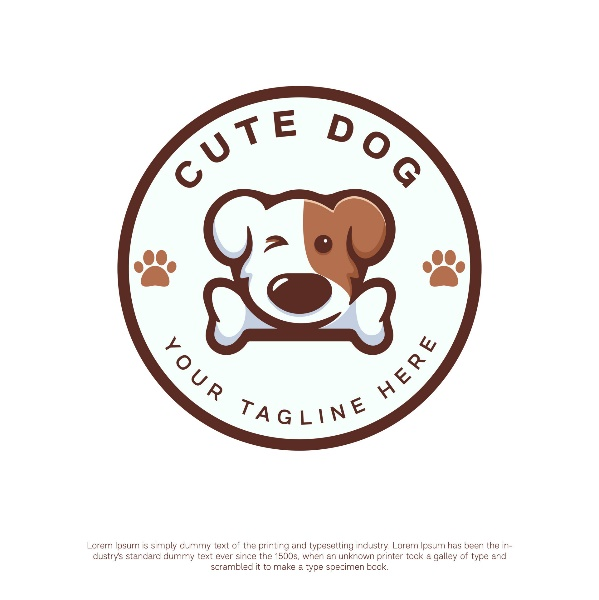 CUTE DOG
YOUR TAGLINE HERE
Lorem Ipsum is simply dummy text of the printing and typesetting industry. Lorem Ipsum has been the in-
dustry's standard dummy text ever since the 1500s, when an unknown printer took a galley of type and
scrambled it to make a type specimen book.